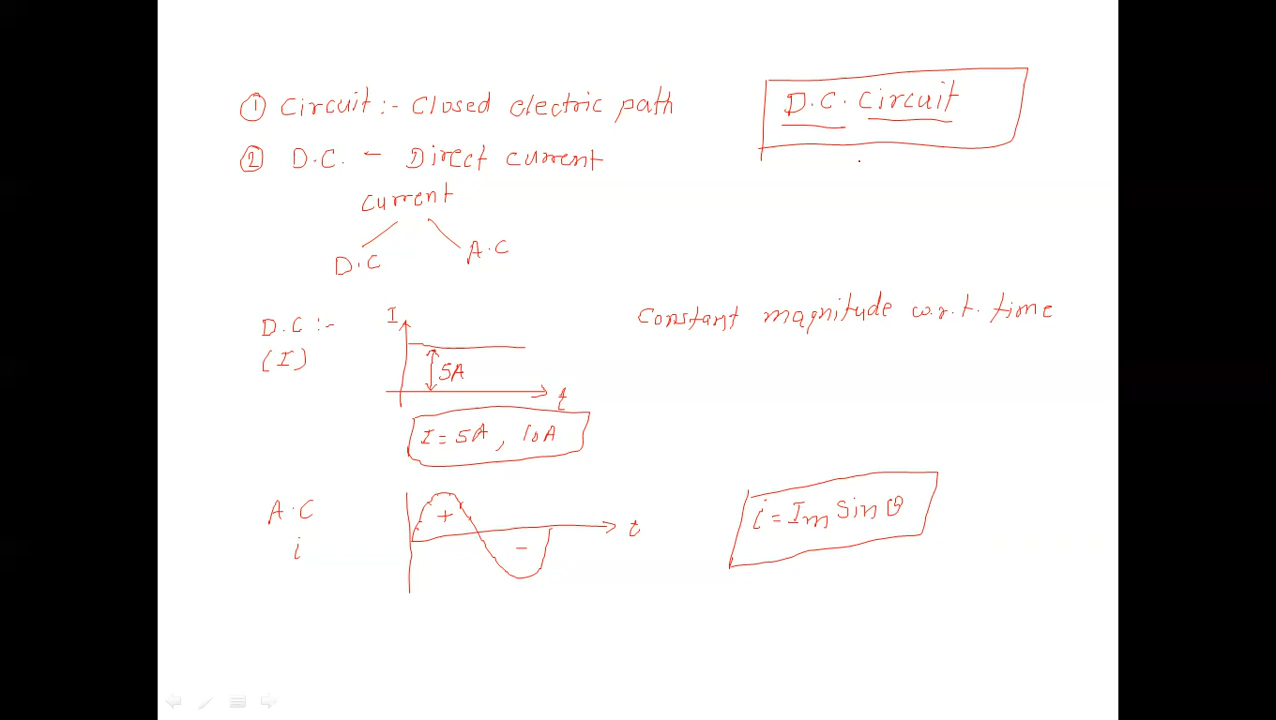 ① Circuit :- Closed electric path
D.C. Circuit
② D.C. - Direct current
Current
D.C A.C
D.C :-
(I)
I
5A
t
Constant magnitude w.r.t. time
I = 5A, 10A
A.C
i
+
-
t
i = Im Sin θ